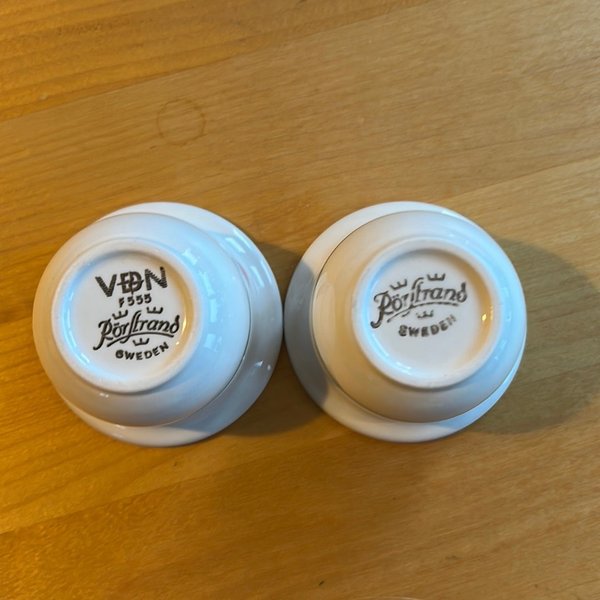 VDN
F555
Rörstrand
SWEDEN
Rörstrand
SWEDEN